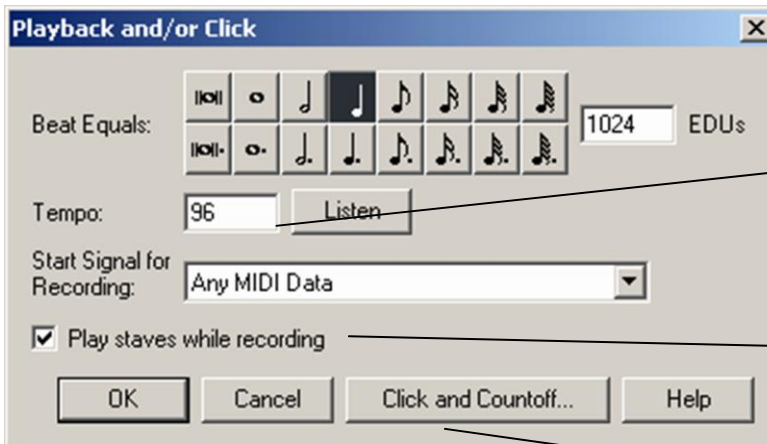 Playback and/or Click
Beat Equals:
1024 EDUs
Tempo: 96 Listen
Start Signal for
Recording: Any MIDI Data
Play staves while recording
OK Cancel Click and Countoff... Help